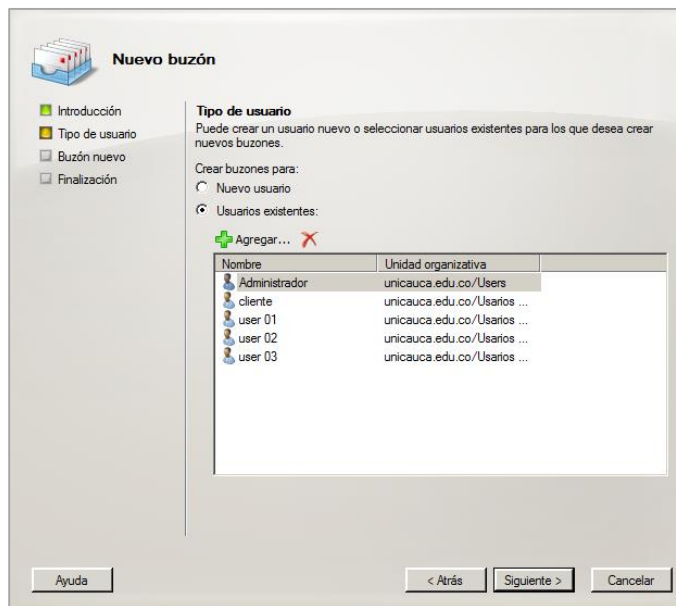 Nuevo buzón
Introducción
Tipo de usuario
Buzón nuevo
Finalización
Tipo de usuario
Puede crear un usuario nuevo o seleccionar usuarios existentes para los que desea crear
nuevos buzones.
Crear buzones para:
Nuevo usuario
Usuarios existentes:
Agregar...
Nombre Unidad organizativa
Administrador unicauca.edu.co/Users
cliente unicauca.edu.co/Usarios ...
user 01 unicauca.edu.co/Usarios ...
user 02 unicauca.edu.co/Usarios ...
user 03 unicauca.edu.co/Usarios ...
Ayuda < Atrás Siguiente > Cancelar